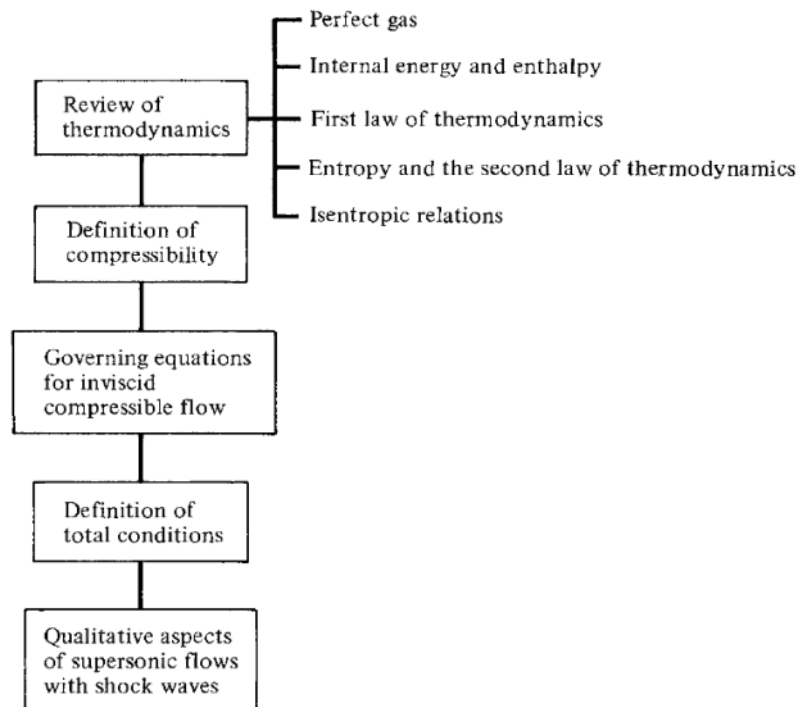 Perfect gas
Internal energy and enthalpy
Review of
thermodynamics
First law of thermodynamics
Entropy and the second law of thermodynamics
Isentropic relations
Definition of
compressibility
Governing equations
for inviscid
compressible flow
Definition of
total conditions
Qualitative aspects
of supersonic flows
with shock waves